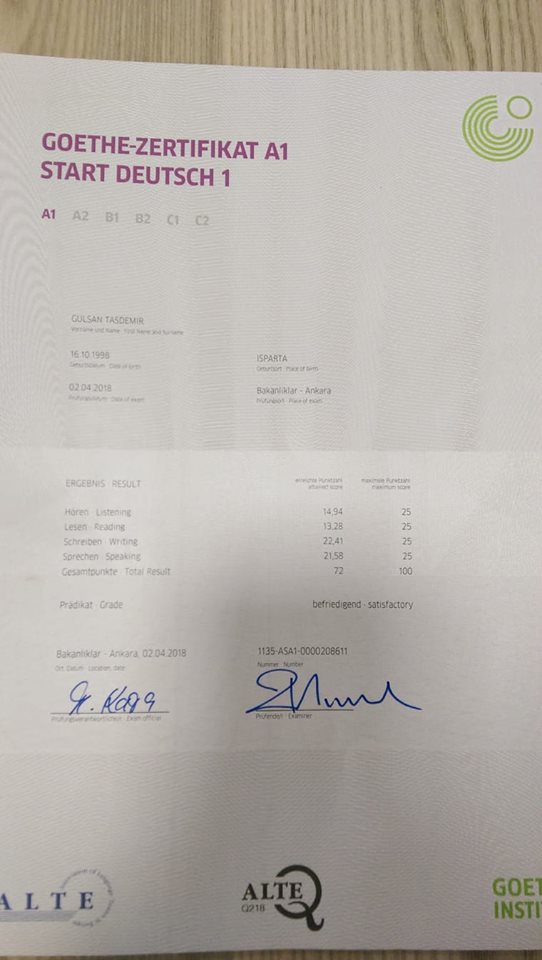 GOETHE-ZERTIFIKAT A1
START DEUTSCH 1
A1 A2 B1 B2 C1 C2
GULSAN TASDEMIR
Vorname und Name · First Name and Surname
16.10.1998 ISPARTA
Geburtsdatum · Date of birth Geburtsort · Place of birth
02.04.2018 Bakanliklar - Ankara
Prüfungsdatum · Date of exam Prüfungsort · Place of exam
ERGEBNIS · RESULT erreichte Punktzahl maximale Punktzahl
attained score maximum score
Hören · Listening 14,94 25
Lesen · Reading 13,28 25
Schreiben · Writing 22,41 25
Sprechen · Speaking 21,58 25
Gesamtpunkte · Total Result 72 100
Prädikat · Grade befriedigend · satisfactory
Bakanliklar - Ankara, 02.04.2018 1135-ASA1-0000208611
Ort, Datum · Location, date Nummer · Number
Prüfungsverantwortliche/r · Exam official Prüfende/r · Examiner
ALTE
ALTE
Q218
GOET
INSTI